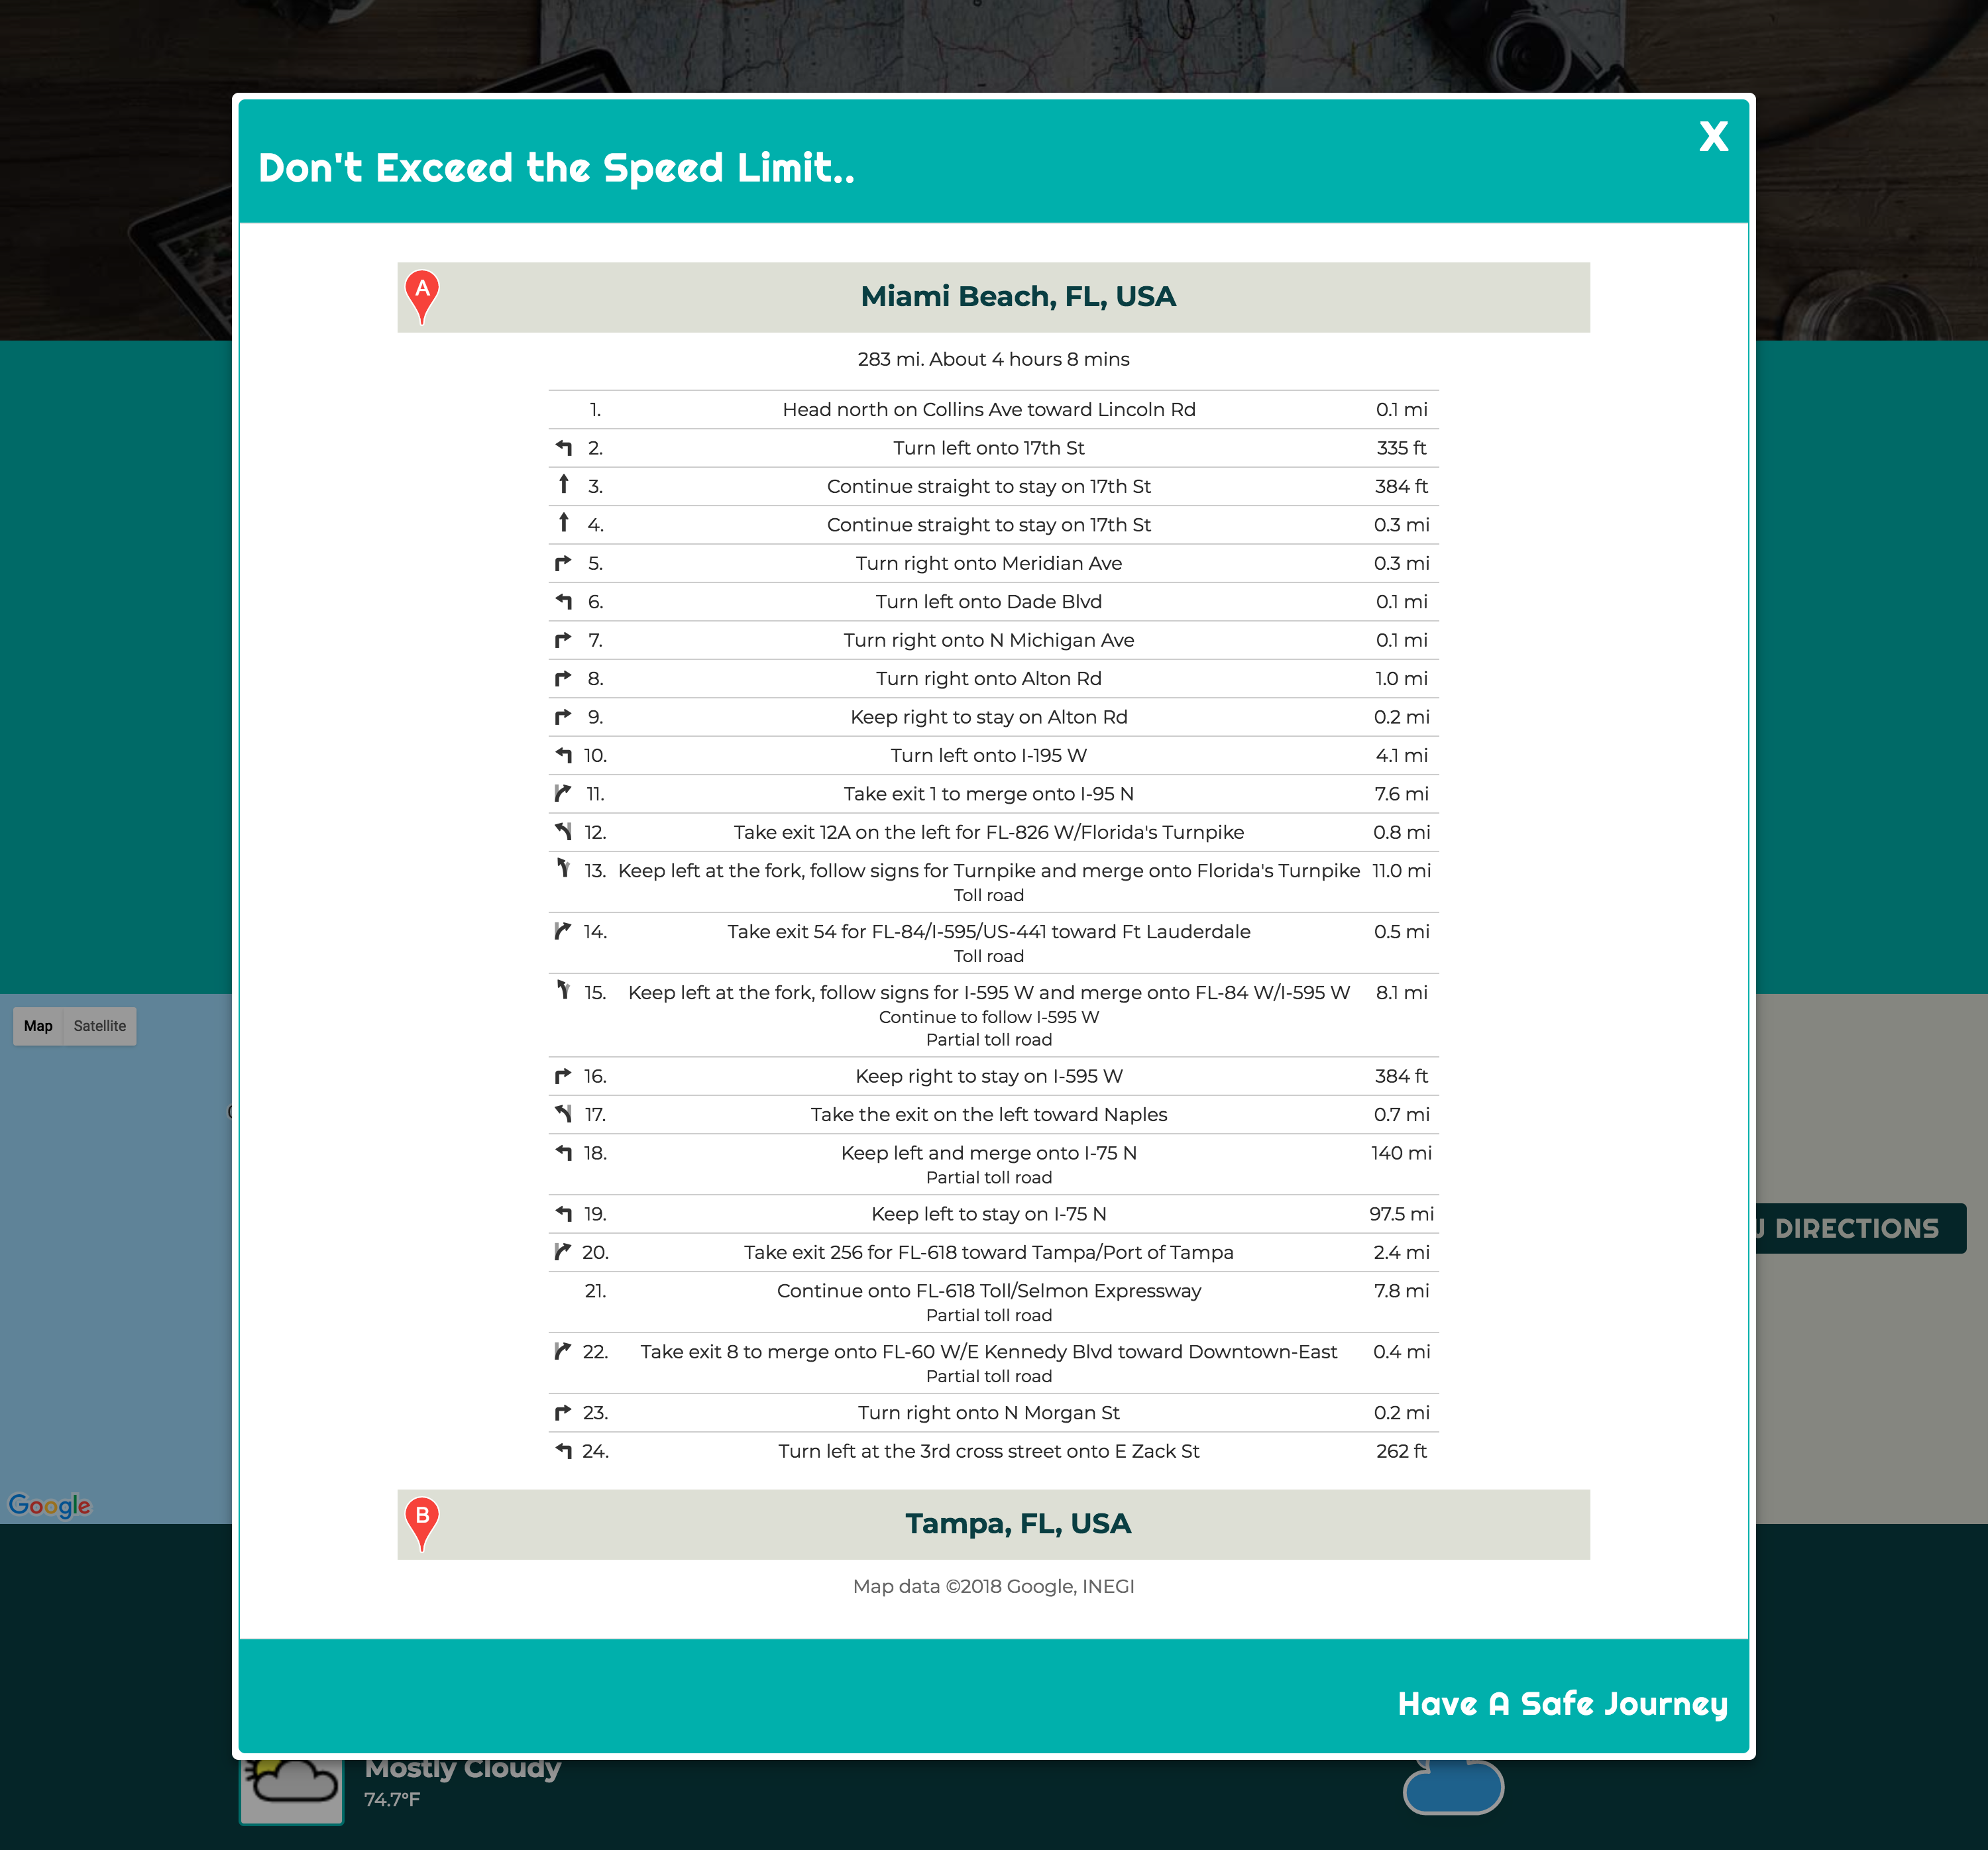 Don't Exceed the Speed Limit..
X
A
Miami Beach, FL, USA
283 mi. About 4 hours 8 mins
1. Head north on Collins Ave toward Lincoln Rd 0.1 mi
2. Turn left onto 17th St 335 ft
3. Continue straight to stay on 17th St 384 ft
4. Continue straight to stay on 17th St 0.3 mi
5. Turn right onto Meridian Ave 0.3 mi
6. Turn left onto Dade Blvd 0.1 mi
7. Turn right onto N Michigan Ave 0.1 mi
8. Turn right onto Alton Rd 1.0 mi
9. Keep right to stay on Alton Rd 0.2 mi
10. Turn left onto I-195 W 4.1 mi
11. Take exit 1 to merge onto I-95 N 7.6 mi
12. Take exit 12A on the left for FL-826 W/Florida's Turnpike 0.8 mi
13. Keep left at the fork, follow signs for Turnpike and merge onto Florida's Turnpike 11.0 mi
Toll road
14. Take exit 54 for FL-84/I-595/US-441 toward Ft Lauderdale 0.5 mi
Toll road
15. Keep left at the fork, follow signs for I-595 W and merge onto FL-84 W/I-595 W 8.1 mi
Continue to follow I-595 W
Partial toll road
16. Keep right to stay on I-595 W 384 ft
17. Take the exit on the left toward Naples 0.7 mi
18. Keep left and merge onto I-75 N 140 mi
Partial toll road
19. Keep left to stay on I-75 N 97.5 mi
20. Take exit 256 for FL-618 toward Tampa/Port of Tampa 2.4 mi
21. Continue onto FL-618 Toll/Selmon Expressway 7.8 mi
Partial toll road
22. Take exit 8 to merge onto FL-60 W/E Kennedy Blvd toward Downtown-East 0.4 mi
Partial toll road
23. Turn right onto N Morgan St 0.2 mi
24. Turn left at the 3rd cross street onto E Zack St 262 ft
B
Tampa, FL, USA
Map data ©2018 Google, INEGI
Have A Safe Journey
Map Satellite
DIRECTIONS
Google
Mostly Cloudy
74.7°F